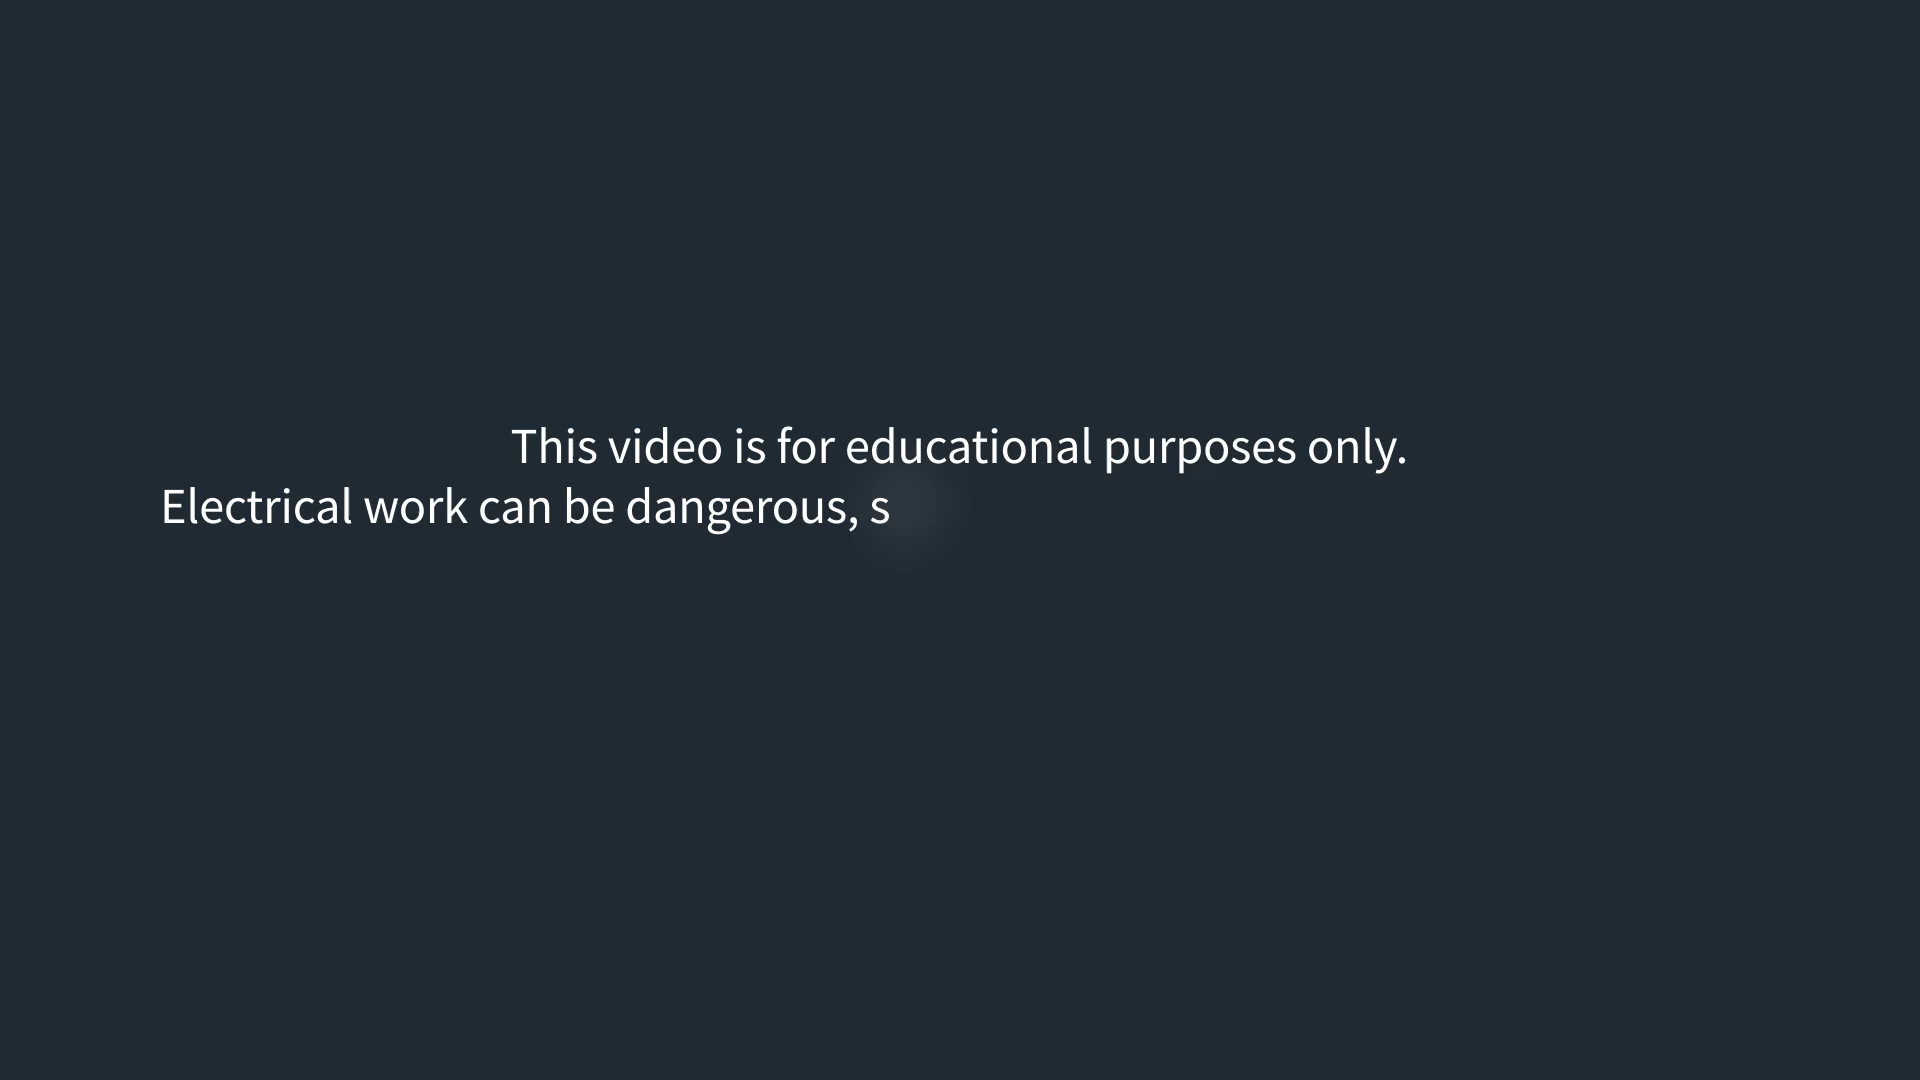 This video is for educational purposes only.
Electrical work can be dangerous, s